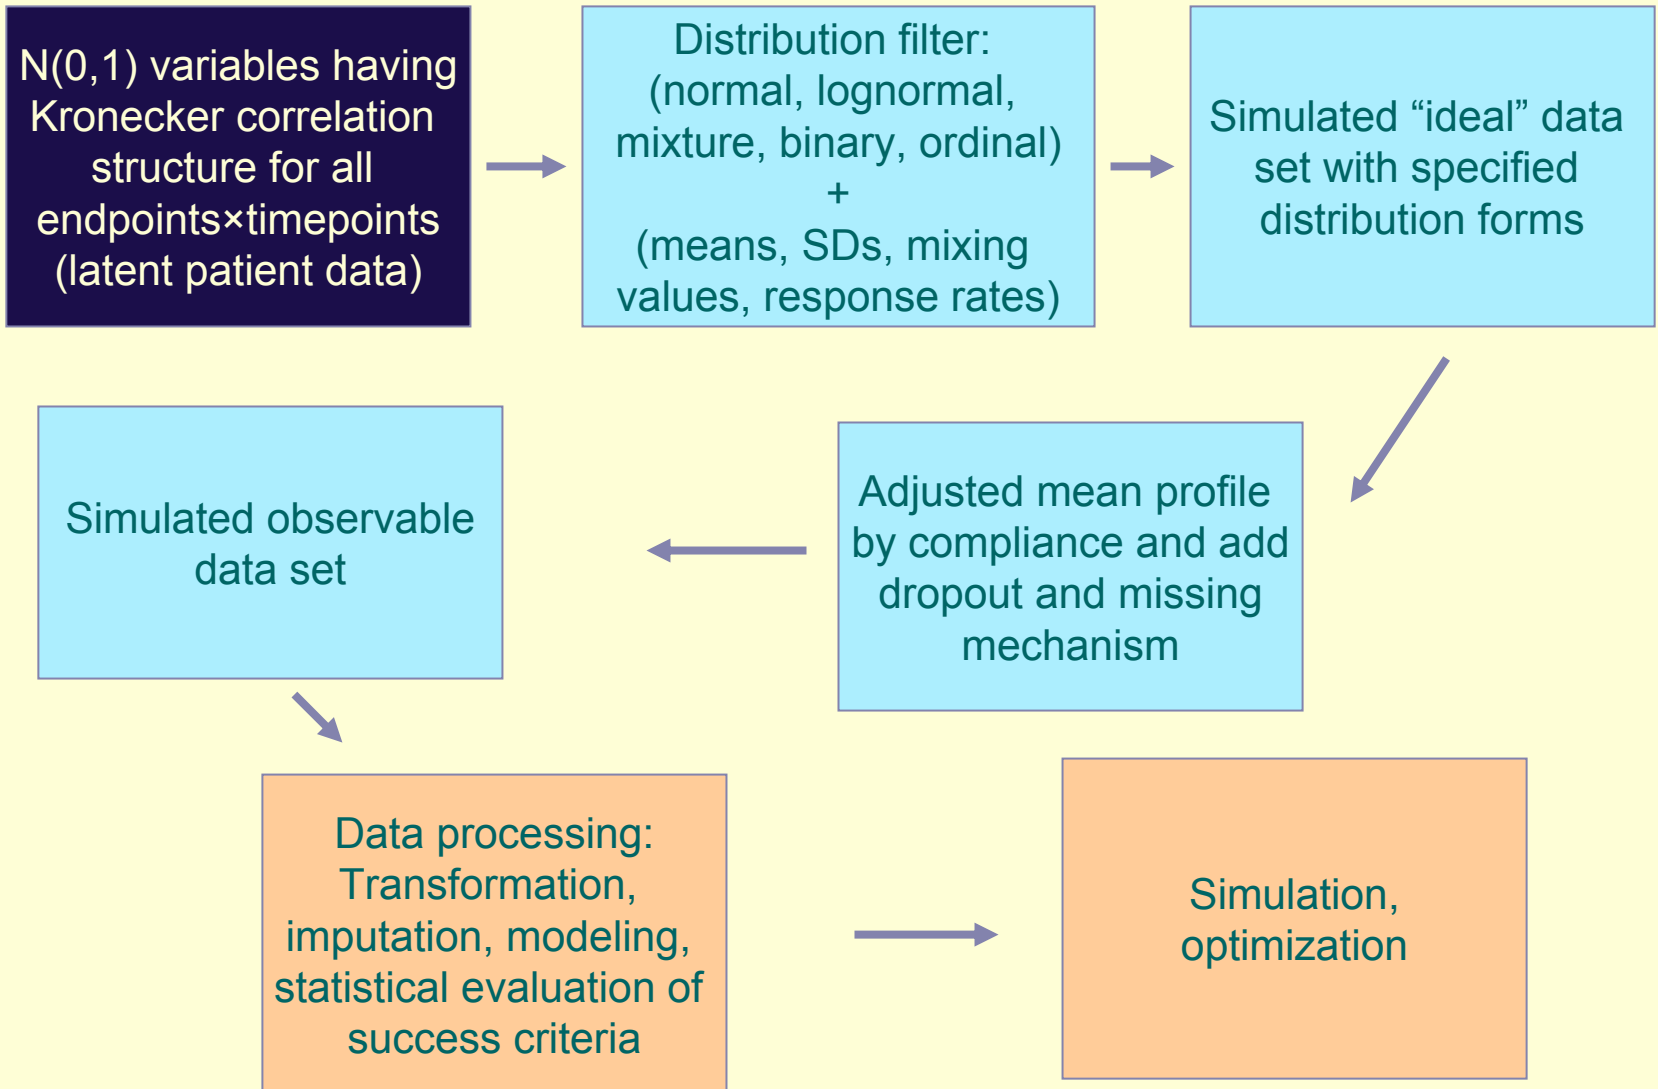 N(0,1) variables having
Kronecker correlation
structure for all
endpoints×timepoints
(latent patient data)
Distribution filter:
(normal, lognormal,
mixture, binary, ordinal)
+
(means, SDs, mixing
values, response rates)
Simulated “ideal” data
set with specified
distribution forms
Adjusted mean profile
by compliance and add
dropout and missing
mechanism
Simulated observable
data set
Data processing:
Transformation,
imputation, modeling,
statistical evaluation of
success criteria
Simulation,
optimization